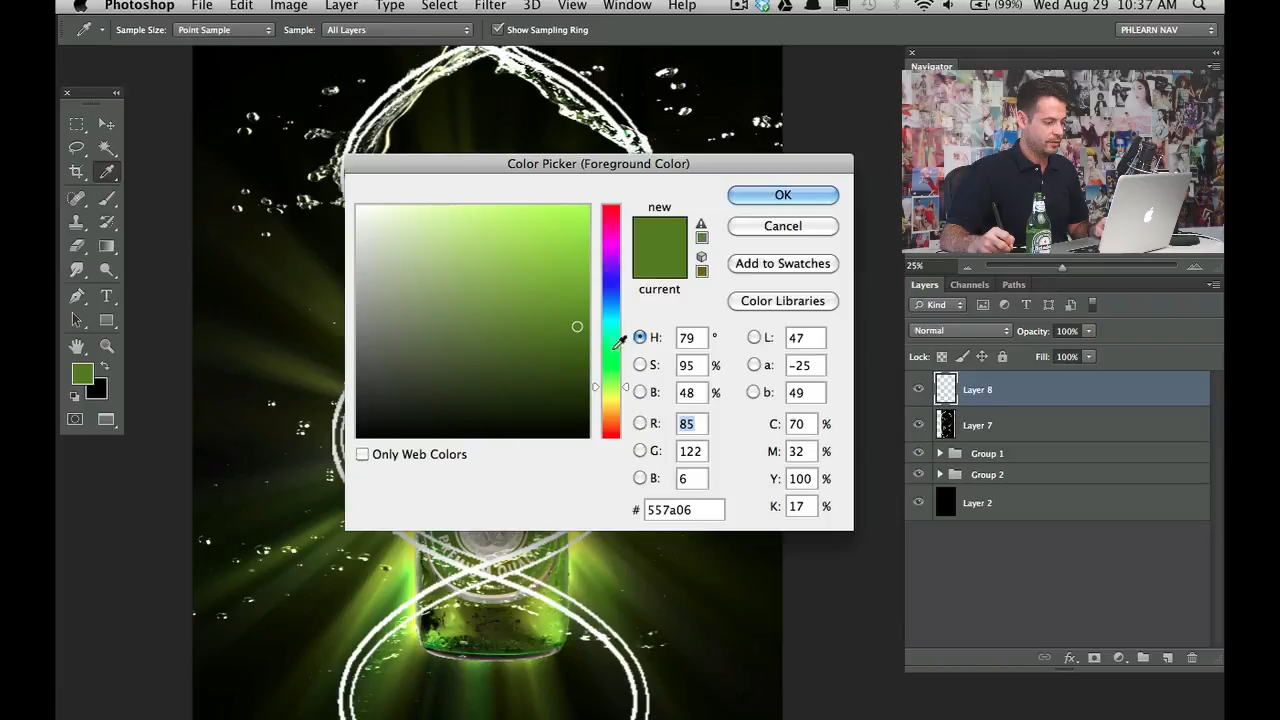 Photoshop File Edit Image Layer Type Select Filter 3D View Window Help (99%) Wed Aug 29 10:37 AM
Sample Size: Point Sample Sample: All Layers Show Sampling Ring PHLEARN NAV
Navigator
Color Picker (Foreground Color)
new
current
OK
Cancel
Add to Swatches
Color Libraries
H: 79 °
S: 95 %
B: 48 %
R: 85
G: 122
B: 6
# 557a06
L: 47
a: -25
b: 49
C: 70 %
M: 32 %
Y: 100 %
K: 17 %
Only Web Colors
25%
Layers Channels Paths
Kind
Normal Opacity: 100%
Lock: Fill: 100%
Layer 8
Layer 7
Group 1
Group 2
Layer 2